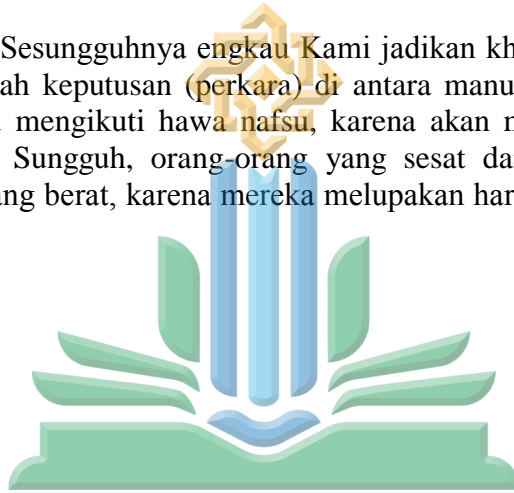 Sesungguhnya engkau Kami jadikan kh
ah keputusan (perkara) di antara manu
mengikuti hawa nafsu, karena akan m
Sungguh, orang-orang yang sesat da
ang berat, karena mereka melupakan har